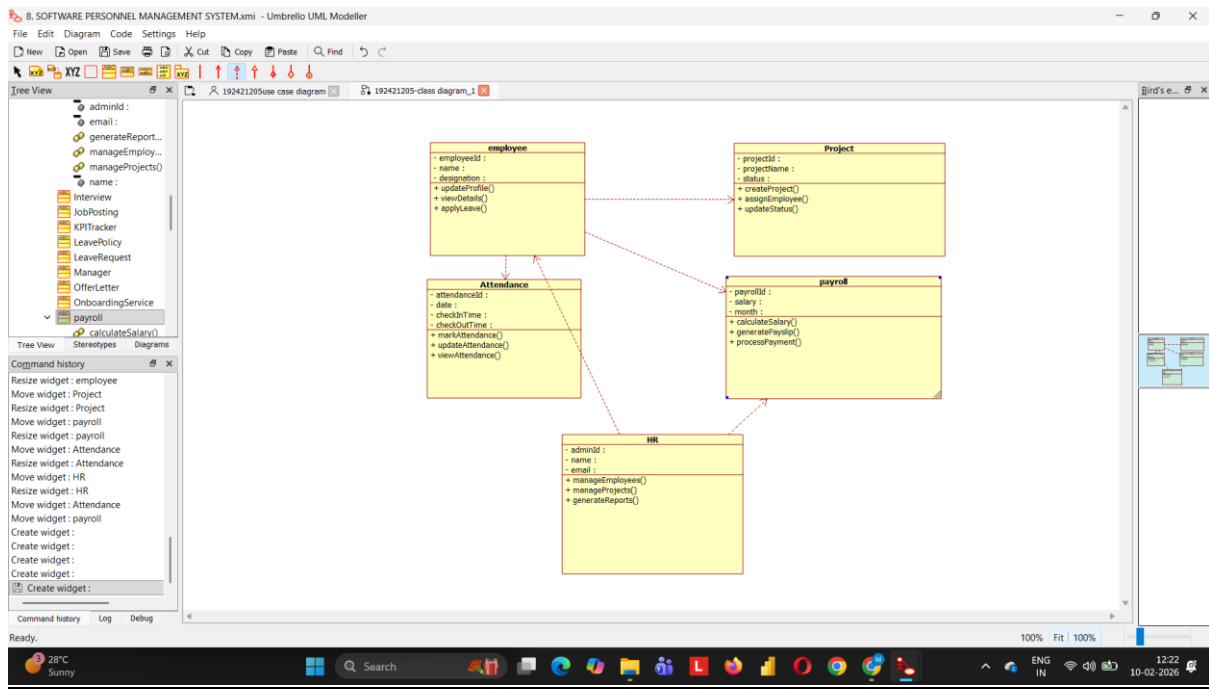 8. SOFTWARE PERSONNEL MANAGEMENT SYSTEM.xmi - Umbrello UML Modeller
File Edit Diagram Code Settings Help
New Open Save Cut Copy Paste Find
XYZ
Tree View
192421205use case diagram
192421205-class diagram_1
Bird's e...
adminId :
email :
generateReport...
manageEmploy...
manageProjects()
name :
Interview
JobPosting
KPITracker
LeavePolicy
LeaveRequest
Manager
OfferLetter
OnboardingService
payroll
calculateSalary()
Tree View Stereotypes Diagrams
Command history
Resize widget : employee
Move widget : Project
Resize widget : Project
Move widget : payroll
Resize widget : payroll
Move widget : Attendance
Resize widget : Attendance
Move widget : HR
Resize widget : HR
Move widget : Attendance
Move widget : payroll
Create widget :
Create widget :
Create widget :
Create widget :
Create widget :
Command history Log Debug
employee
- employeeId :
- name :
- designation :
+ updateProfile()
+ viewDetails()
+ applyLeave()
Project
- projectId :
- projectName :
- status :
+ createProject()
+ assignEmployee()
+ updateStatus()
Attendance
- attendanceId :
- date :
- checkInTime :
- checkOutTime :
+ markAttendance()
+ updateAttendance()
+ viewAttendance()
payroll
- payrollId :
- salary :
- month :
+ calculateSalary()
+ generatePayslip()
+ processPayment()
HR
- adminId :
- name :
- email :
+ manageEmployees()
+ manageProjects()
+ generateReports()
Ready.
100% Fit 100%
3
28°C
Sunny
Search
L
M
ENG
IN
12:22
10-02-2026